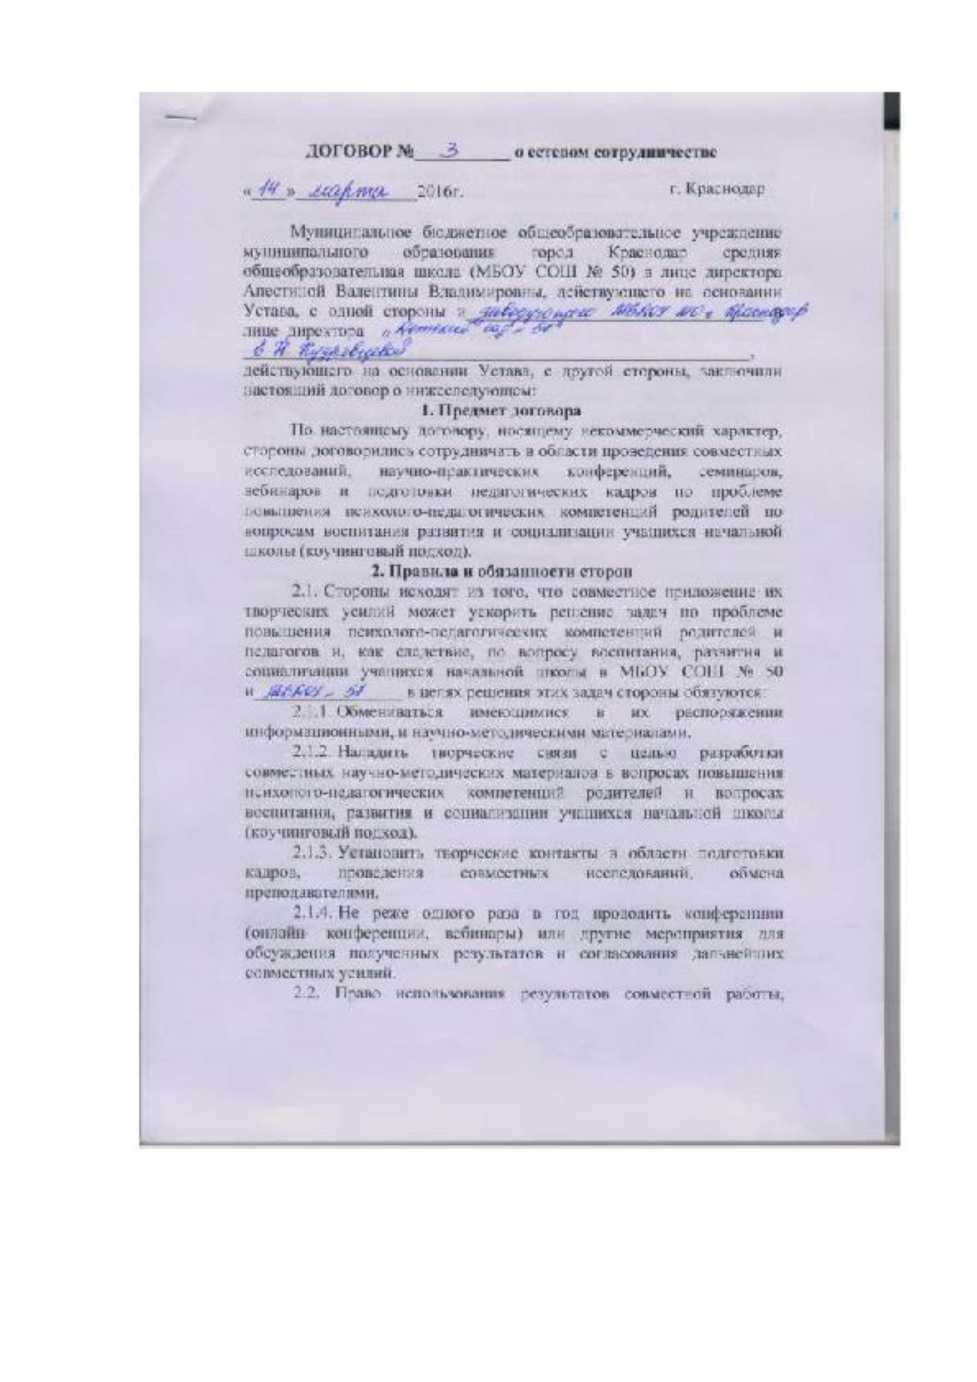 ДОГОВОР № 3 о сетевом сотрудничестве
« 14 » марта 2016г. г. Краснодар
Муниципальное бюджетное общеобразовательное учреждение
муниципального образования город Краснодар средняя
общеобразовательная школа (МБОУ СОШ № 50) в лице директора
Апестиной Валентины Владимировны, действующего на основании
Устава, с одной стороны и заведующего МБДОУ МО г Краснодар
лице директора „Детский сад
действующего на основании Устава, с другой стороны, заключили
настоящий договор о нижеследующем:
1. Предмет договора
По настоящему договору, носящему некоммерческий характер,
стороны договорились сотрудничать в области проведения совместных
исследований, научно-практических конференций, семинаров,
вебинаров и подготовки педагогических кадров по проблеме
повышения психолого-педагогических компетенций родителей по
вопросам воспитания развития и социализации учащихся начальной
школы (коучинговый подход).
2. Правила и обязанности сторон
2.1. Стороны исходят из того, что совместное приложение их
творческих усилий может ускорить решение задач по проблеме
повышения психолого-педагогических компетенций родителей и
педагогов и, как следствие, по вопросу воспитания, развития и
социализации учащихся начальной школы в МБОУ СОШ № 50
и в целях решения этих задач стороны обязуются:
2.1.1. Обмениваться имеющимися в их распоряжении
информационными, и научно-методическими материалами.
2.1.2. Наладить творческие связи с целью разработки
совместных научно-методических материалов в вопросах повышения
психолого-педагогических компетенций родителей и вопросах
воспитания, развития и социализации учащихся начальной школы
(коучинговый подход).
2.1.3. Установить творческие контакты в области подготовки
кадров, проведения совместных исследований, обмена
преподавателями.
2.1.4. Не реже одного раза в год проводить конференции
(онлайн конференции, вебинары) или другие мероприятия для
обсуждения полученных результатов и согласования дальнейших
совместных усилий.
2.2. Право использования результатов совместной работы,